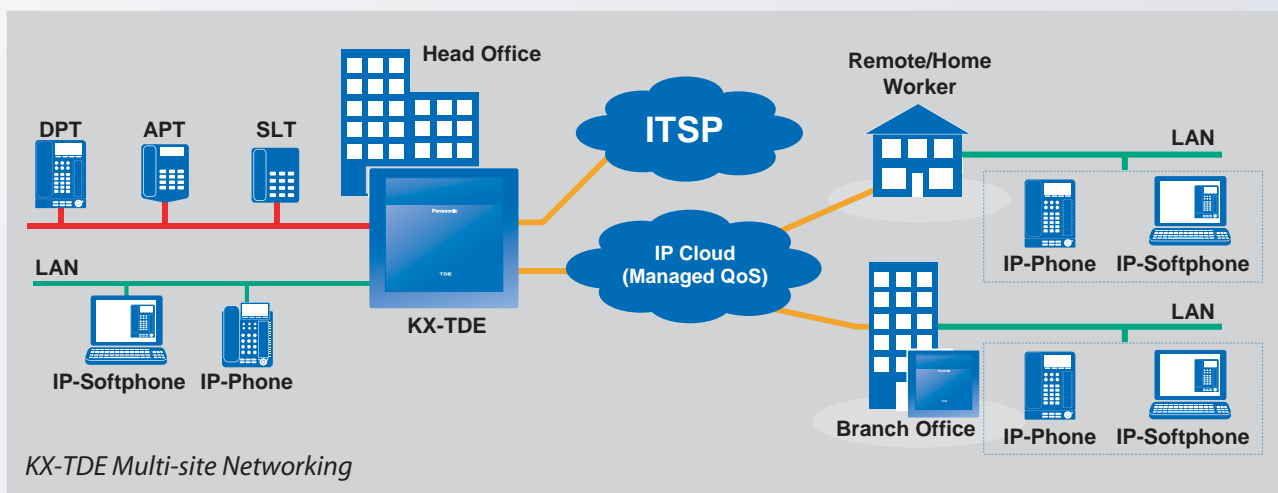 Head Office
DPT
APT
SLT
Panasonic
TDE
KX-TDE
LAN
IP-Softphone
IP-Phone
ITSP
IP Cloud
(Managed QoS)
Remote/Home
Worker
LAN
IP-Phone
IP-Softphone
LAN
TDE
Branch Office
IP-Phone
IP-Softphone
KX-TDE Multi-site Networking